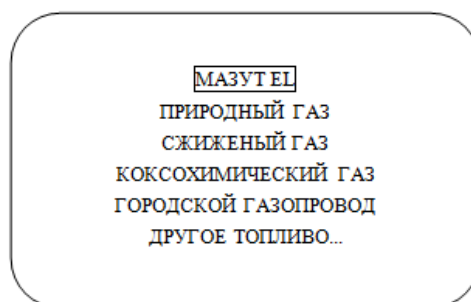 МАЗУТ EL
ПРИРОДНЫЙ ГАЗ
СЖИЖЕНЫЙ ГАЗ
КОКСОХИМИЧЕСКИЙ ГАЗ
ГОРОДСКОЙ ГАЗОПРОВОД
ДРУГОЕ ТОПЛИВО...